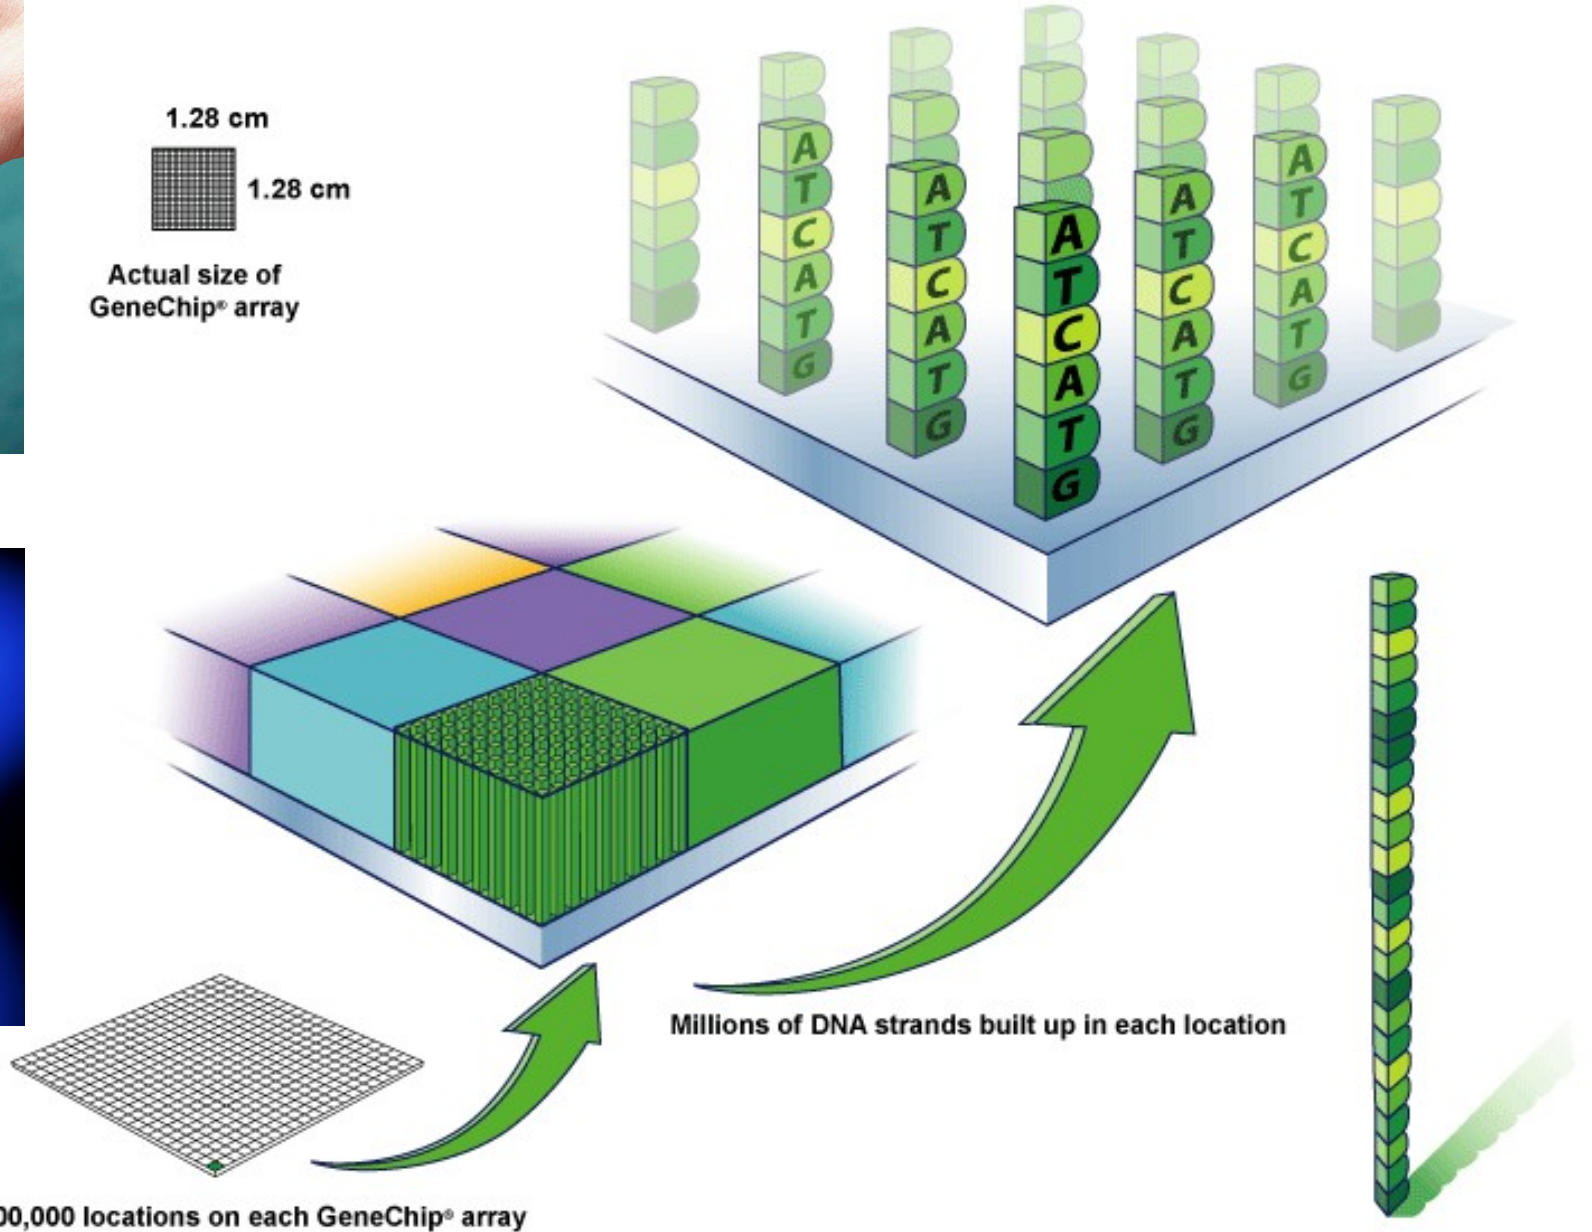 1.28 cm
1.28 cm
Actual size of
GeneChip® array
A T C A T G
A T C A T G
A T C A T G
A T C A T G
A T C A T G
Millions of DNA strands built up in each location
00,000 locations on each GeneChip® array